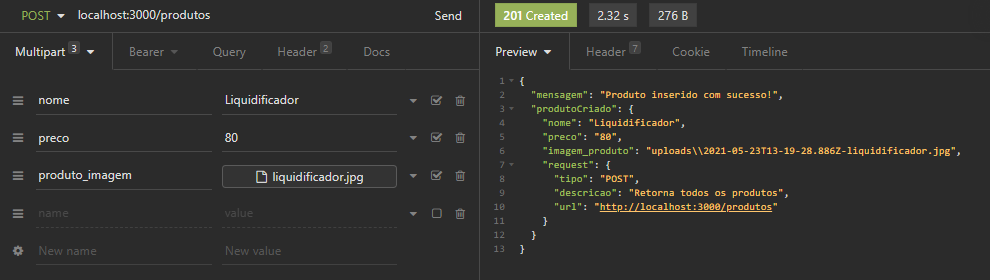 POST localhost:3000/produtos Send
Multipart 3 Bearer Query Header 2 Docs
nome Liquidificador
preco 80
produto_imagem liquidificador.jpg
name value
New name New value
201 Created 2.32 s 276 B
Preview Header 7 Cookie Timeline
1 {
2 "mensagem": "Produto inserido com sucesso!",
3 "produtoCriado": {
4 "nome": "Liquidificador",
5 "preco": "80",
6 "imagem_produto": "uploads\\2021-05-23T13-19-28.886Z-liquidificador.jpg",
7 "request": {
8 "tipo": "POST",
9 "descricao": "Retorna todos os produtos",
10 "url": "http://localhost:3000/produtos"
11 }
12 }
13 }